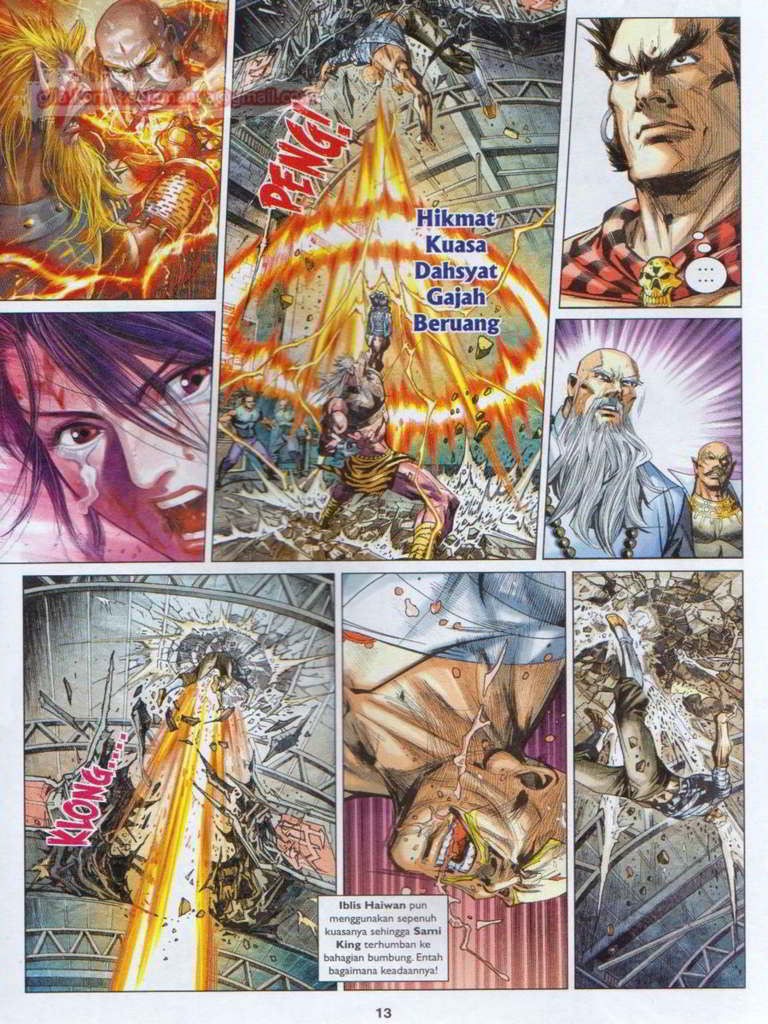 PENG!
Hikmat
Kuasa
Dahsyat
Gajah
Beruang
...
...
KLONG....
Iblis Haiwan pun
menggunakan sepenuh
kuasanya sehingga Sami
King terhumban ke
bahagian bumbung. Entah
bagaimana keadaannya!
13